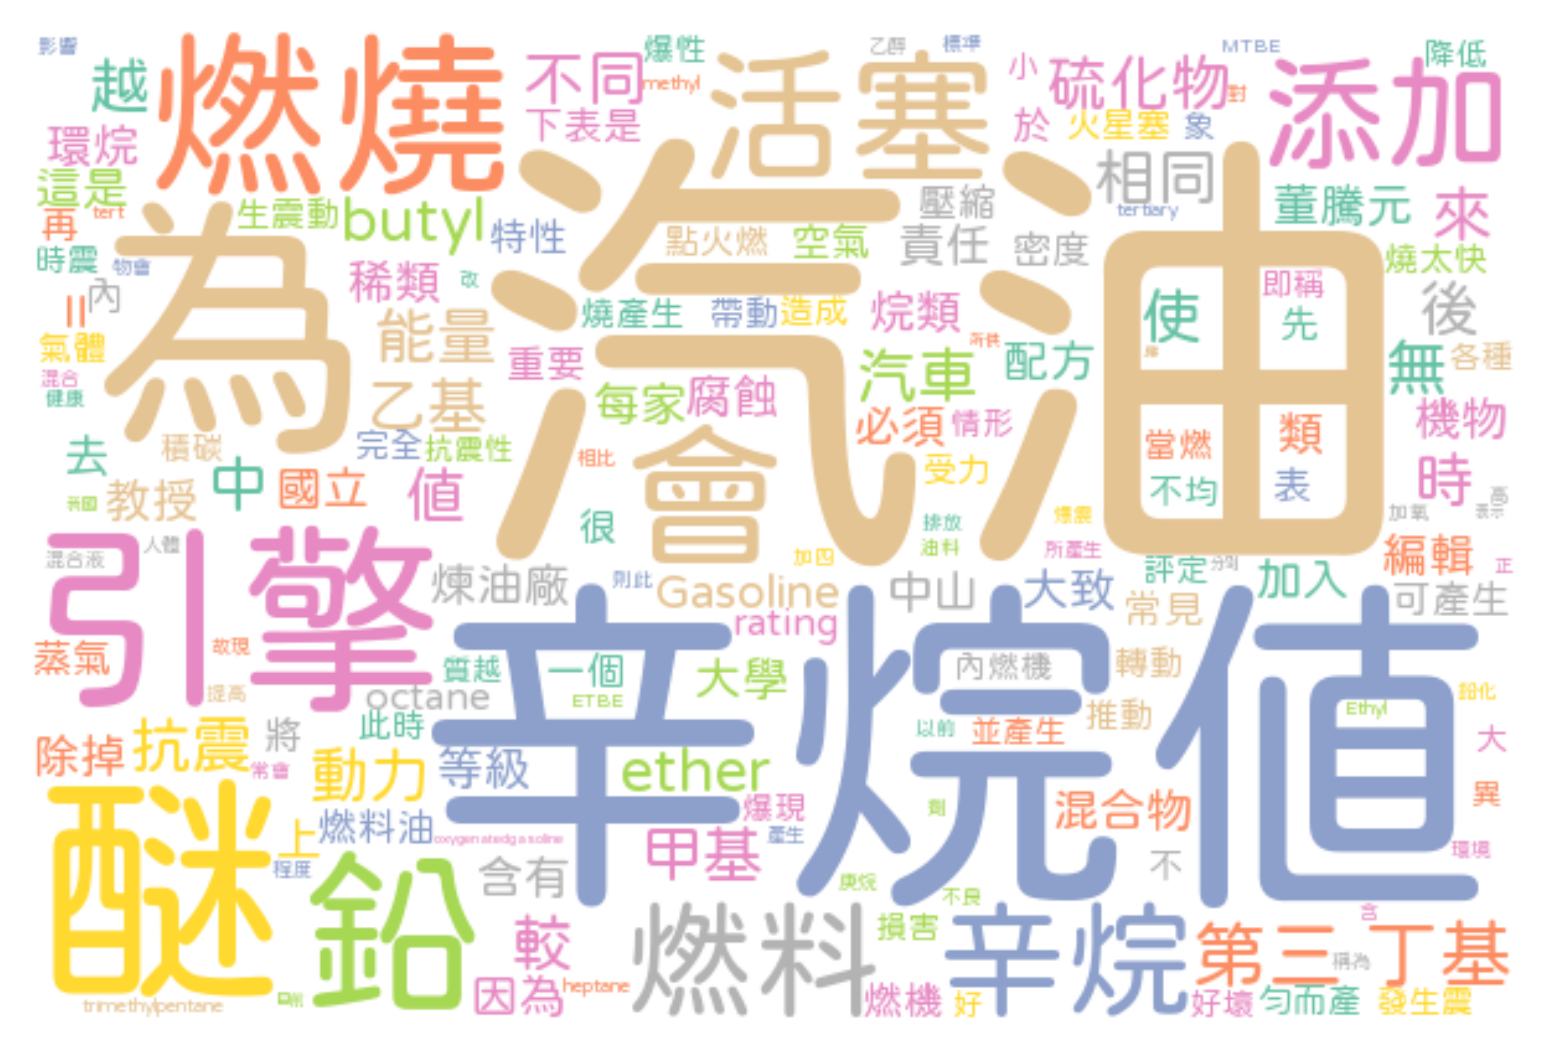 影響
越
燃燒
不同
爆性
methyl
下表是
活塞
乙醇
標準
小
硫化物
於
火星塞
象
對
MTBE
降低
添加
環烷
這是
再
tert
生震動
butyl
特性
時震
物會
內
II
氣體
混合
健康
為
稀類
改
能量
重要
乙基
點火燃
空氣
壓縮
責任
密度
相同
tertiary
董騰元
來
燒太快
燒產生
帶動
造成
烷類
所供
汽車
配方
使
即稱
先
後
無
各種
汽油
每家
腐蝕
必須
情形
當燃
類
不均
表
機物
時
積碳
去
完全
抗震性
中
國立
值
教授
相比
會
受力
很
排放
油料
爆震
所產生
加四
加氧
高
表示
編輯
正
人體
混合液
引擎
煉油廠
則此
Gasoline
中山
大致
評定
常見
加入
可產生
rating
蒸氣
故現
提高
質越
一個
ETBE
大學
octane
內燃機
轉動
推動
以前
並產生
Ethyl
鉛化
大
異
環境
辛烷值
除掉
抗震
將
此時
常會
動力
等級
ether
爆現
混合物
劑
產生
甲基
上
燃料油
oxygenatedgasoline
程度
醚
鉛
含有
庚烷
不良
不
含
較
因為
heptane
燃料
損害
辛烷
第三丁基
稱為
trimethylpentane
燃機
好
好壞
勻而產
發生震